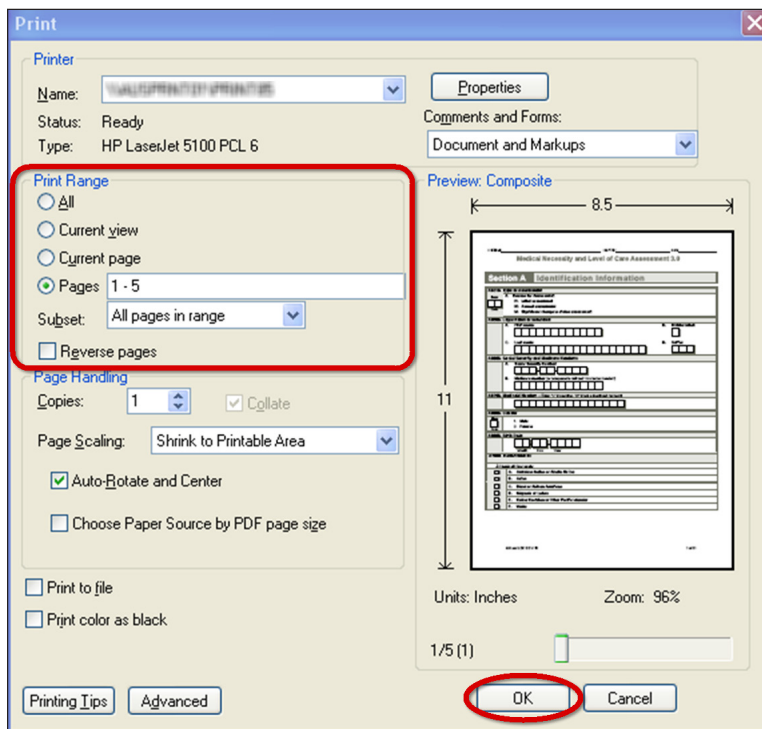 Print
Printer
Name:
Properties
Status: Ready
Comments and Forms:
Type: HP LaserJet 5100 PCL 6
Document and Markups
Print Range
All
Current view
Current page
Pages 1 - 5
Subset: All pages in range
Reverse pages
Page Handling
Copies: 1 Collate
Page Scaling: Shrink to Printable Area
Auto-Rotate and Center
Choose Paper Source by PDF page size
Print to file
Print color as black
Printing Tips
Advanced
Preview: Composite
8.5
11
Medical Necessity and Level of Care Assessment 3.0
Section A Identification Information
Units: Inches Zoom: 96%
1/5 (1)
OK
Cancel